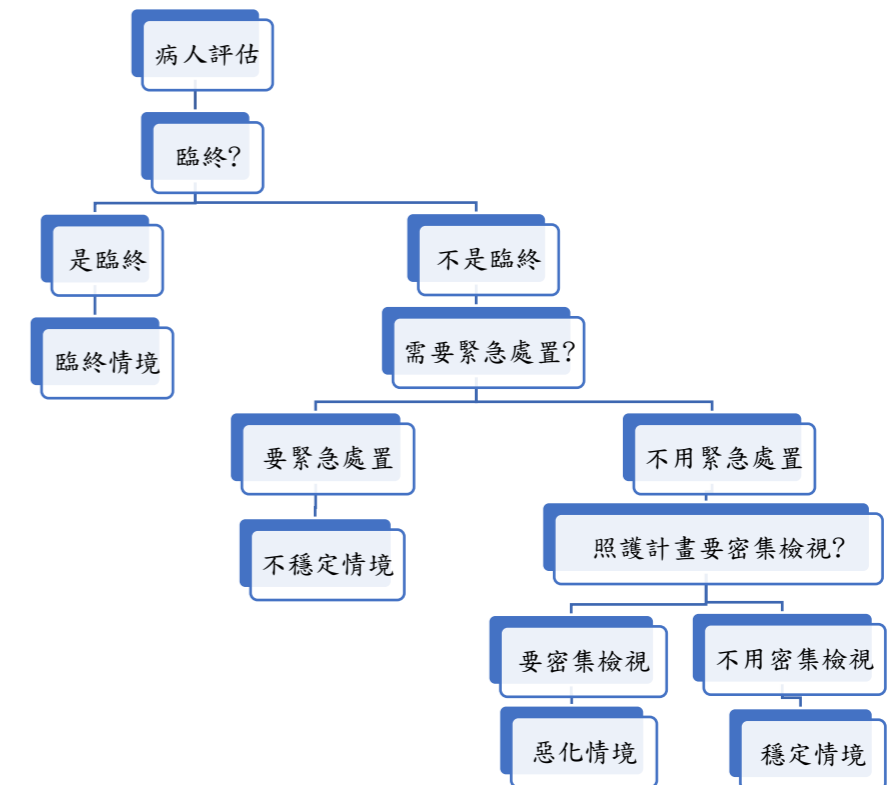 病人評估
臨終?
是臨終
不是臨終
臨終情境
需要緊急處置?
要緊急處置
不用緊急處置
不穩定情境
照護計畫要密集檢視?
要密集檢視
不用密集檢視
惡化情境
穩定情境